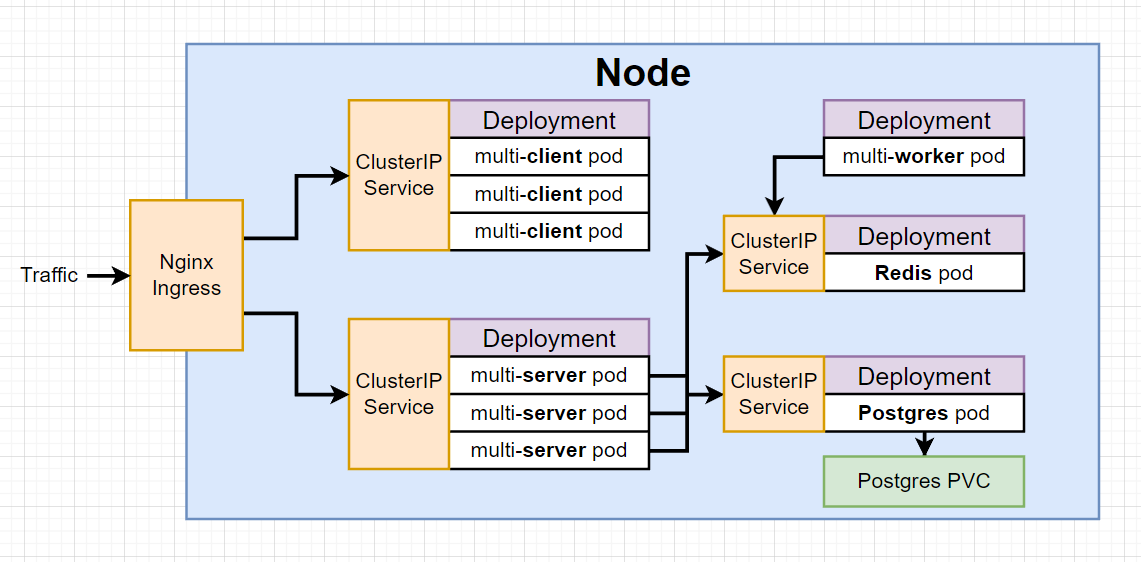 Node
Traffic
Nginx
Ingress
ClusterIP
Service
Deployment
multi-client pod
multi-client pod
multi-client pod
ClusterIP
Service
Deployment
multi-server pod
multi-server pod
multi-server pod
Deployment
multi-worker pod
ClusterIP
Service
Deployment
Redis pod
ClusterIP
Service
Deployment
Postgres pod
Postgres PVC